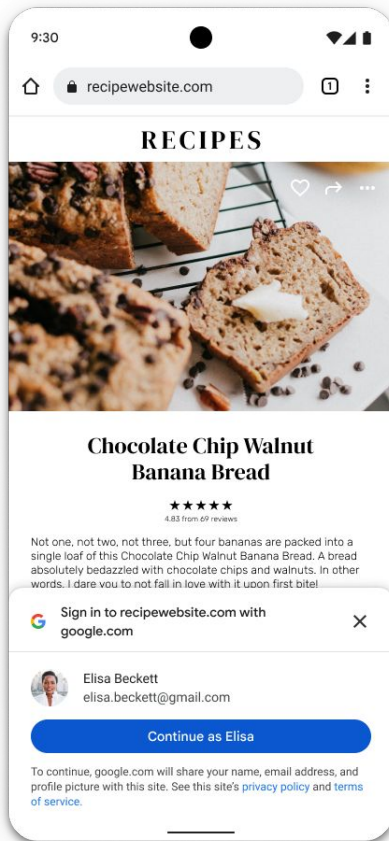 9:30
recipewebsite.com
1
RECIPES
Chocolate Chip Walnut
Banana Bread
★★★★★
4.83 from 69 reviews
Not one, not two, not three, but four bananas are packed into a
single loaf of this Chocolate Chip Walnut Banana Bread. A bread
absolutely bedazzled with chocolate chips and walnuts. In other
words, I dare you to not fall in love with it upon first bite!
Sign in to recipewebsite.com with
google.com
Elisa Beckett
elisa.beckett@gmail.com
Continue as Elisa
To continue, google.com will share your name, email address, and
profile picture with this site. See this site's privacy policy and terms
of service.